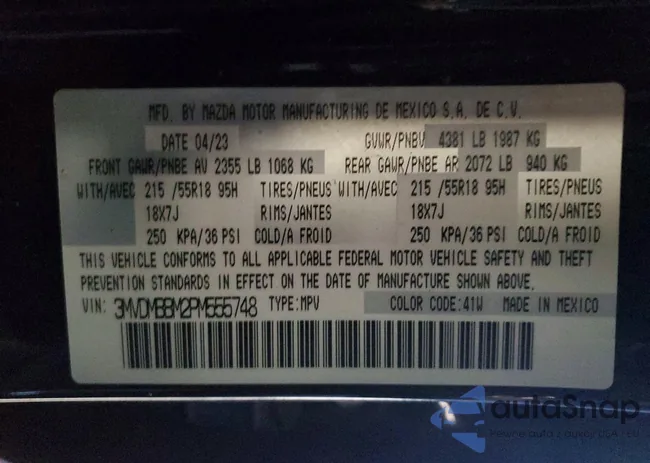 MFD. BY MAZDA MOTOR MANUFACTURING DE MEXICO S.A. DE C.V.
DATE 04/23 GVWR/PNBV 4381 LB 1987 KG
FRONT GAWR/PNBE AV 2355 LB 1068 KG REAR GAWR/PNBE AR 2072 LB 940 KG
WITH/AVEC 215 /55R18 95H TIRES/PNEUS WITH/AVEC 215 /55R18 95H TIRES/PNEUS
18X7J RIMS/JANTES 18X7J RIMS/JANTES
250 KPA/36 PSI COLD/A FROID 250 KPA/36 PSI COLD/A FROID
THIS VEHICLE CONFORMS TO ALL APPLICABLE FEDERAL MOTOR VEHICLE SAFETY AND THEFT
PREVENTION STANDARDS IN EFFECT ON THE DATE OF MANUFACTURE SHOWN ABOVE.
VIN: 3MVDMBBM2PM555748 TYPE:MPV COLOR CODE:41W MADE IN MEXICO
autoSnap